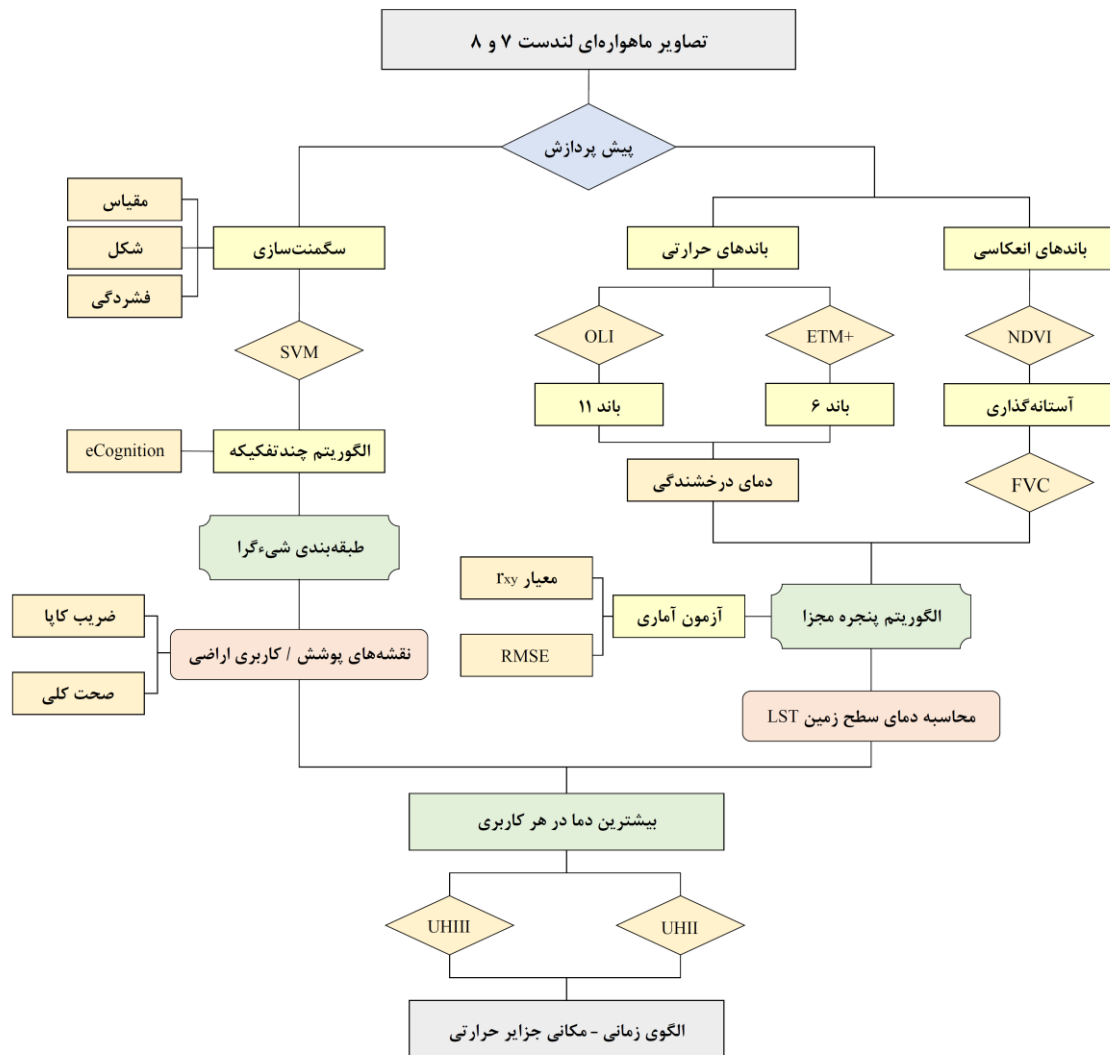 تصاویر ماهواره‌ای لندست ۷ و ۸
پیش پردازش
باندهای انعکاسی
باندهای حرارتی
سگمنت‌سازی
مقیاس
شکل
فشردگی
NDVI
ETM+
OLI
SVM
آستانه‌گذاری
باند ۶
باند ۱۱
الگوریتم چندتفکیکه
eCognition
FVC
دمای درخشندگی
طبقه‌بندی شیءگرا
الگوریتم پنجره مجزا
آزمون آماری
معیار rxy
RMSE
نقشه‌های پوشش / کاربری اراضی
ضریب کاپا
صحت کلی
محاسبه دمای سطح زمین LST
بیشترین دما در هر کاربری
UHII
UHIII
الگوی زمانی - مکانی جزایر حرارتی